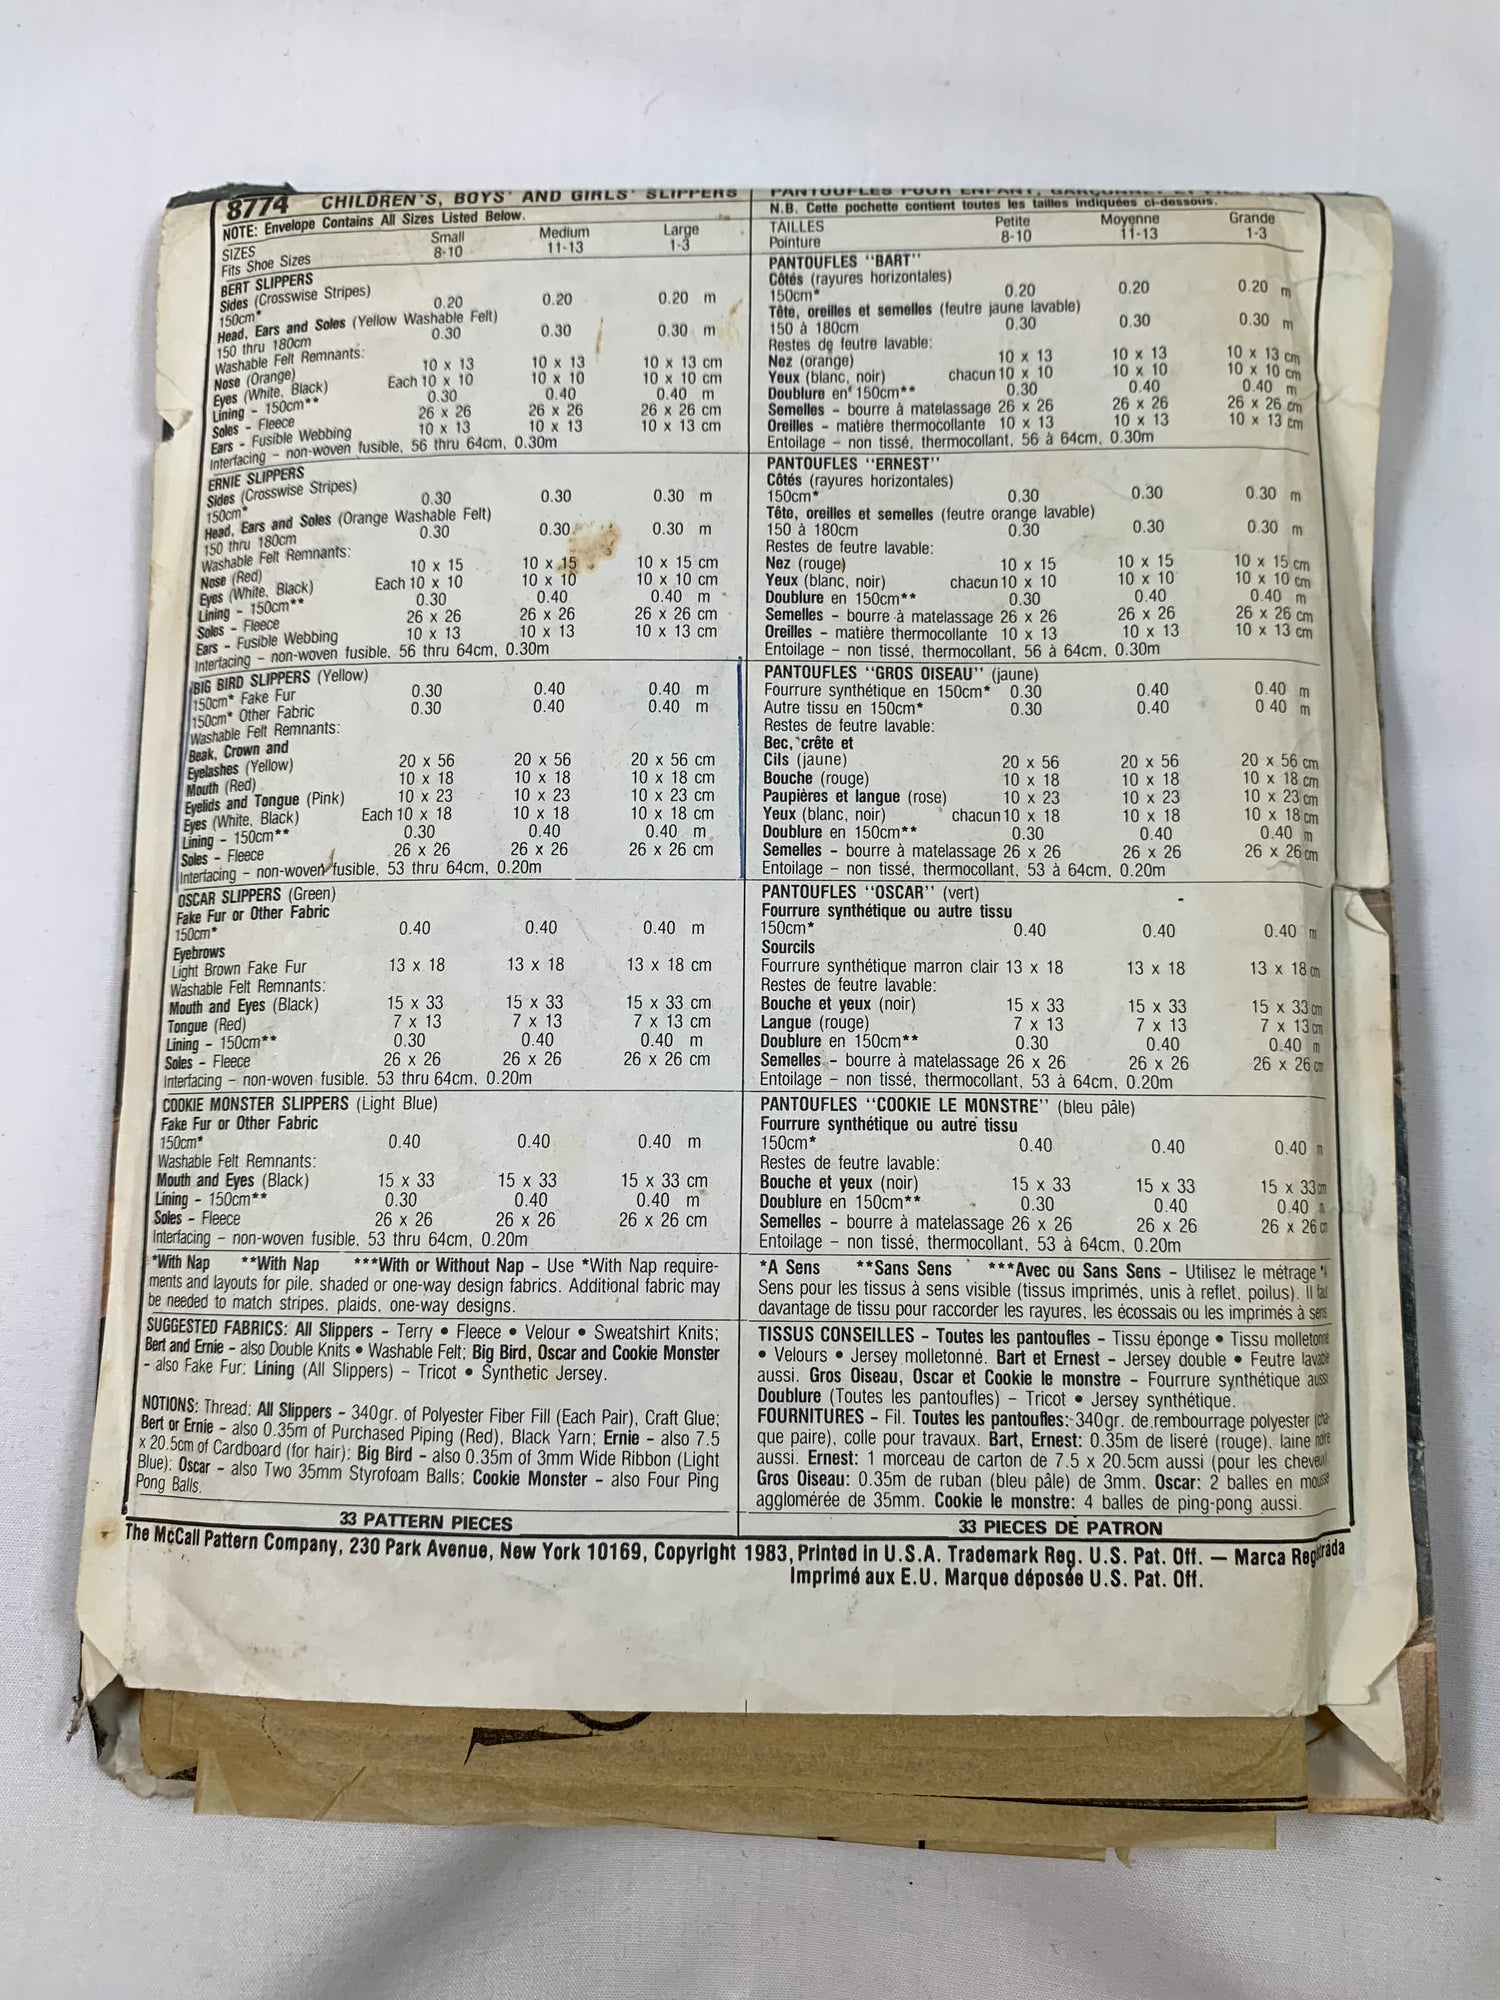 8774 CHILDREN'S, BOYS' AND GIRLS' SLIPPERS
NOTE: Envelope Contains All Sizes Listed Below.
SIZES Small Medium Large
Fits Shoe Sizes 8-10 11-13 1-3
BERT SLIPPERS
Sides (Crosswise Stripes)
150cm* 0.20 0.20 0.20 m
Head, Ears and Soles (Yellow Washable Felt)
150 thru 180cm 0.30 0.30 0.30 m
Washable Felt Remnants:
Nose (Orange) 10 x 13 10 x 13 10 x 13 cm
Eyes (White, Black) Each 10 x 10 10 x 10 10 x 10 cm
Lining - 150cm** 0.30 0.40 0.40 m
Soles - Fleece 26 x 26 26 x 26 26 x 26 cm
Ears - Fusible Webbing 10 x 13 10 x 13 10 x 13 cm
Interfacing - non-woven fusible, 56 thru 64cm, 0.30m
ERNIE SLIPPERS
Sides (Crosswise Stripes)
150cm* 0.30 0.30 0.30 m
Head, Ears and Soles (Orange Washable Felt)
150 thru 180cm 0.30 0.30 0.30 m
Washable Felt Remnants:
Nose (Red) 10 x 15 10 x 15 10 x 15 cm
Eyes (White, Black) Each 10 x 10 10 x 10 10 x 10 cm
Lining - 150cm** 0.30 0.40 0.40 m
Soles - Fleece 26 x 26 26 x 26 26 x 26 cm
Ears - Fusible Webbing 10 x 13 10 x 13 10 x 13 cm
Interfacing - non-woven fusible, 56 thru 64cm, 0.30m
BIG BIRD SLIPPERS (Yellow)
150cm* Fake Fur 0.30 0.40 0.40 m
150cm* Other Fabric 0.30 0.40 0.40 m
Washable Felt Remnants:
Beak, Crown and
Eyelashes (Yellow) 20 x 56 20 x 56 20 x 56 cm
Mouth (Red) 10 x 18 10 x 18 10 x 18 cm
Eyelids and Tongue (Pink) 10 x 23 10 x 23 10 x 23 cm
Eyes (White, Black) Each 10 x 18 10 x 18 10 x 18 cm
Lining - 150cm** 0.30 0.40 0.40 m
Soles - Fleece 26 x 26 26 x 26 26 x 26 cm
Interfacing - non-woven fusible, 53 thru 64cm, 0.20m
OSCAR SLIPPERS (Green)
Fake Fur or Other Fabric
150cm* 0.40 0.40 0.40 m
Eyebrows
Light Brown Fake Fur 13 x 18 13 x 18 13 x 18 cm
Washable Felt Remnants:
Mouth and Eyes (Black) 15 x 33 15 x 33 15 x 33 cm
Tongue (Red) 7 x 13 7 x 13 7 x 13 cm
Lining - 150cm** 0.30 0.40 0.40 m
Soles - Fleece 26 x 26 26 x 26 26 x 26 cm
Interfacing - non-woven fusible, 53 thru 64cm, 0.20m
COOKIE MONSTER SLIPPERS (Light Blue)
Fake Fur or Other Fabric
150cm* 0.40 0.40 0.40 m
Washable Felt Remnants:
Mouth and Eyes (Black) 15 x 33 15 x 33 15 x 33 cm
Lining - 150cm** 0.30 0.40 0.40 m
Soles - Fleece 26 x 26 26 x 26 26 x 26 cm
Interfacing - non-woven fusible, 53 thru 64cm, 0.20m
*With Nap **With Nap ***With or Without Nap - Use *With Nap require-
ments and layouts for pile, shaded or one-way design fabrics. Additional fabric may
be needed to match stripes, plaids, one-way designs.
SUGGESTED FABRICS: All Slippers - Terry • Fleece • Velour • Sweatshirt Knits;
Bert and Ernie - also Double Knits • Washable Felt; Big Bird, Oscar and Cookie Monster
- also Fake Fur; Lining (All Slippers) - Tricot • Synthetic Jersey.
NOTIONS: Thread: All Slippers - 340gr. of Polyester Fiber Fill (Each Pair), Craft Glue;
Bert or Ernie - also 0.35m of Purchased Piping (Red), Black Yarn; Ernie - also 7.5
x 20.5cm of Cardboard (for hair); Big Bird - also 0.35m of 3mm Wide Ribbon (Light
Blue); Oscar - also Two 35mm Styrofoam Balls; Cookie Monster - also Four Ping
Pong Balls.
33 PATTERN PIECES
PANTOUFLES POUR ENFANT, GARÇONNET ET
N.B. Cette pochette contient toutes les tailles indiquées ci-dessous.
TAILLES Petite Moyenne Grande
Pointure 8-10 11-13 1-3
PANTOUFLES "BART"
Côtés (rayures horizontales)
150cm* 0.20 0.20 0.20 m
Tête, oreilles et semelles (feutre jaune lavable)
150 à 180cm 0.30 0.30 0.30 m
Restes de feutre lavable:
Nez (orange) 10 x 13 10 x 13 10 x 13 cm
Yeux (blanc, noir) chacun 10 x 10 10 x 10 10 x 10 cm
Doublure en 150cm** 0.30 0.40 0.40 m
Semelles - bourre à matelassage 26 x 26 26 x 26 26 x 26 cm
Oreilles - matière thermocollante 10 x 13 10 x 13 10 x 13 cm
Entoilage - non tissé, thermocollant, 56 à 64cm, 0.30m
PANTOUFLES "ERNEST"
Côtés (rayures horizontales)
150cm* 0.30 0.30 0.30 m
Tête, oreilles et semelles (feutre orange lavable)
150 à 180cm 0.30 0.30 0.30 m
Restes de feutre lavable:
Nez (rouge) 10 x 15 10 x 15 10 x 15 cm
Yeux (blanc, noir) chacun 10 x 10 10 x 10 10 x 10 cm
Doublure en 150cm** 0.30 0.40 0.40 m
Semelles - bourre à matelassage 26 x 26 26 x 26 26 x 26 cm
Oreilles - matière thermocollante 10 x 13 10 x 13 10 x 13 cm
Entoilage - non tissé, thermocollant, 56 à 64cm, 0.30m
PANTOUFLES "GROS OISEAU" (jaune)
Fourrure synthétique en 150cm* 0.30 0.40 0.40 m
Autre tissu en 150cm* 0.30 0.40 0.40 m
Restes de feutre lavable:
Bec, crête et
Cils (jaune) 20 x 56 20 x 56 20 x 56 cm
Bouche (rouge) 10 x 18 10 x 18 10 x 18 cm
Paupières et langue (rose) 10 x 23 10 x 23 10 x 23 cm
Yeux (blanc, noir) chacun 10 x 18 10 x 18 10 x 18 cm
Doublure en 150cm** 0.30 0.40 0.40 m
Semelles - bourre à matelassage 26 x 26 26 x 26 26 x 26 cm
Entoilage - non tissé, thermocollant, 53 à 64cm, 0.20m
PANTOUFLES "OSCAR" (vert)
Fourrure synthétique ou autre tissu
150cm* 0.40 0.40 0.40 m
Sourcils
Fourrure synthétique marron clair 13 x 18 13 x 18 13 x 18 cm
Restes de feutre lavable:
Bouche et yeux (noir) 15 x 33 15 x 33 15 x 33 cm
Langue (rouge) 7 x 13 7 x 13 7 x 13 cm
Doublure en 150cm** 0.30 0.40 0.40 m
Semelles - bourre à matelassage 26 x 26 26 x 26 26 x 26 cm
Entoilage - non tissé, thermocollant, 53 à 64cm, 0.20m
PANTOUFLES "COOKIE LE MONSTRE" (bleu pâle)
Fourrure synthétique ou autre tissu
150cm* 0.40 0.40 0.40 m
Restes de feutre lavable:
Bouche et yeux (noir) 15 x 33 15 x 33 15 x 33 cm
Doublure en 150cm** 0.30 0.40 0.40
Semelles - bourre à matelassage 26 x 26 26 x 26 26 x 26 cm
Entoilage - non tissé, thermocollant, 53 à 64cm, 0.20m
*A Sens **Sans Sens ***Avec ou Sans Sens - Utilisez le métrage *A
Sens pour les tissus à sens visible (tissus imprimés, unis à reflet, poilus). Il faut
davantage de tissu pour raccorder les rayures, les écossais ou les imprimés à sens
TISSUS CONSEILLES - Toutes les pantoufles - Tissu éponge • Tissu molletonné
• Velours • Jersey molletonné. Bart et Ernest - Jersey double • Feutre lavable
aussi. Gros Oiseau, Oscar et Cookie le monstre - Fourrure synthétique aussi
Doublure (Toutes les pantoufles) - Tricot • Jersey synthétique.
FOURNITURES - Fil. Toutes les pantoufles: 340gr. de rembourrage polyester (cha-
que paire), colle pour travaux. Bart, Ernest: 0.35m de liseré (rouge), laine noire
aussi. Ernest: 1 morceau de carton de 7.5 x 20.5cm aussi (pour les cheveux).
Gros Oiseau: 0.35m de ruban (bleu pâle) de 3mm. Oscar: 2 balles en mousse
agglomérée de 35mm. Cookie le monstre: 4 balles de ping-pong aussi.
33 PIECES DE PATRON
The McCall Pattern Company, 230 Park Avenue, New York 10169, Copyright 1983, Printed in U.S.A. Trademark Reg. U.S. Pat. Off. — Marca Registráda
Imprimé aux E.U. Marque déposée U.S. Pat. Off.